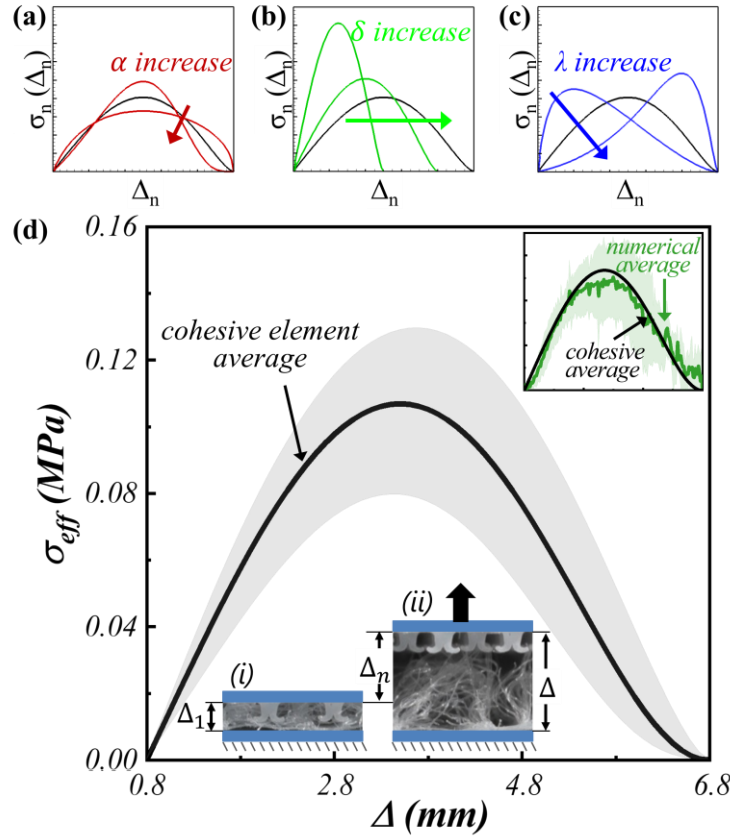 (a)
α increase
σn (Δn)
Δn
(b)
δ increase
σn (Δn)
Δn
(c)
λ increase
σn (Δn)
Δn
(d)
0.16
0.12
0.08
0.04
0.00
σeff (MPa)
cohesive element
average
numerical
average
cohesive
average
(i)
Δ1
(ii)
Δn
Δ
0.8
2.8
4.8
6.8
Δ (mm)